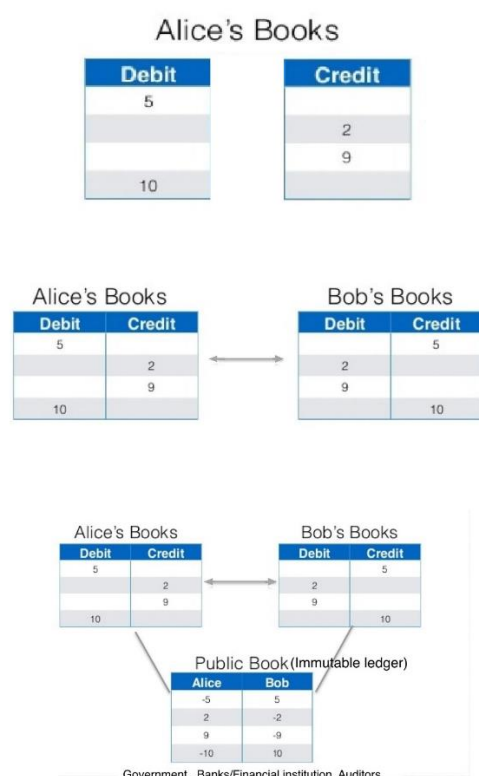 Alice's Books
Debit Credit
5
2
9
10
Alice's Books Bob's Books
Debit Credit Debit Credit
5 5
2 2
9 9
10 10
Alice's Books Bob's Books
Debit Credit Debit Credit
5 5
2 2
9 9
10 10
Public Book (Immutable ledger)
Alice Bob
-5 5
2 -2
9 -9
-10 10
Government, Banks/Financial institution, Auditors